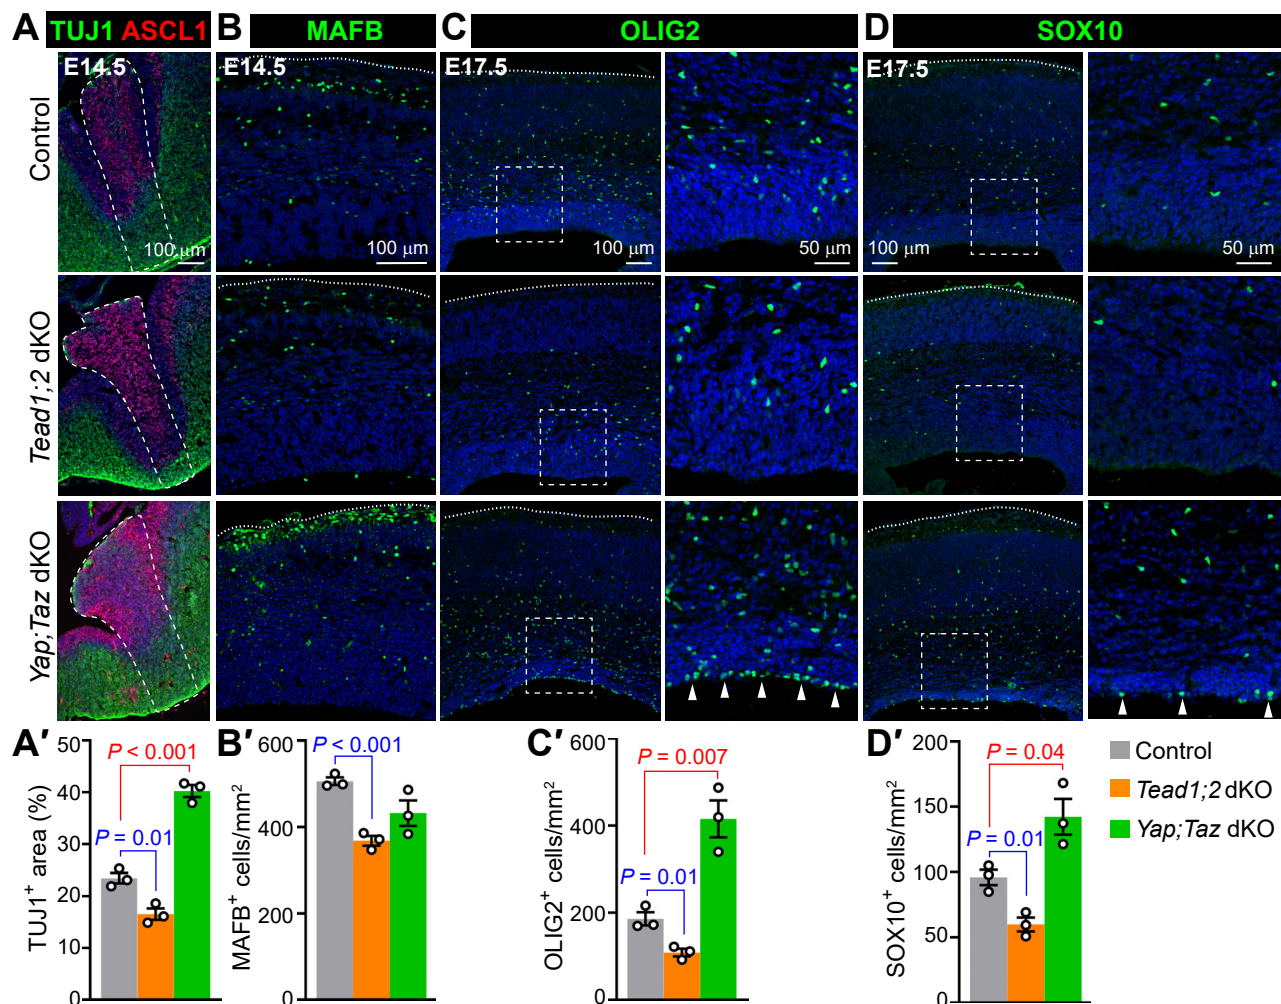 A TUJ1 ASCL1 B MAFB C OLIG2 D SOX10
E14.5 E14.5 E17.5 E17.5
Control
100 μm 100 μm 100 μm 50 μm 100 μm 50 μm
Tead1;2 dKO
Yap;Taz dKO
A′
TUJ1⁺ area (%)
50
40
30
20
10
0
P < 0.001
P = 0.01
B′
MAFB⁺ cells/mm²
600
400
200
0
P < 0.001
C′
OLIG2⁺ cells/mm²
600
400
200
0
P = 0.007
P = 0.01
D′
SOX10⁺ cells/mm²
200
150
100
50
0
P = 0.04
P = 0.01
Control
Tead1;2 dKO
Yap;Taz dKO